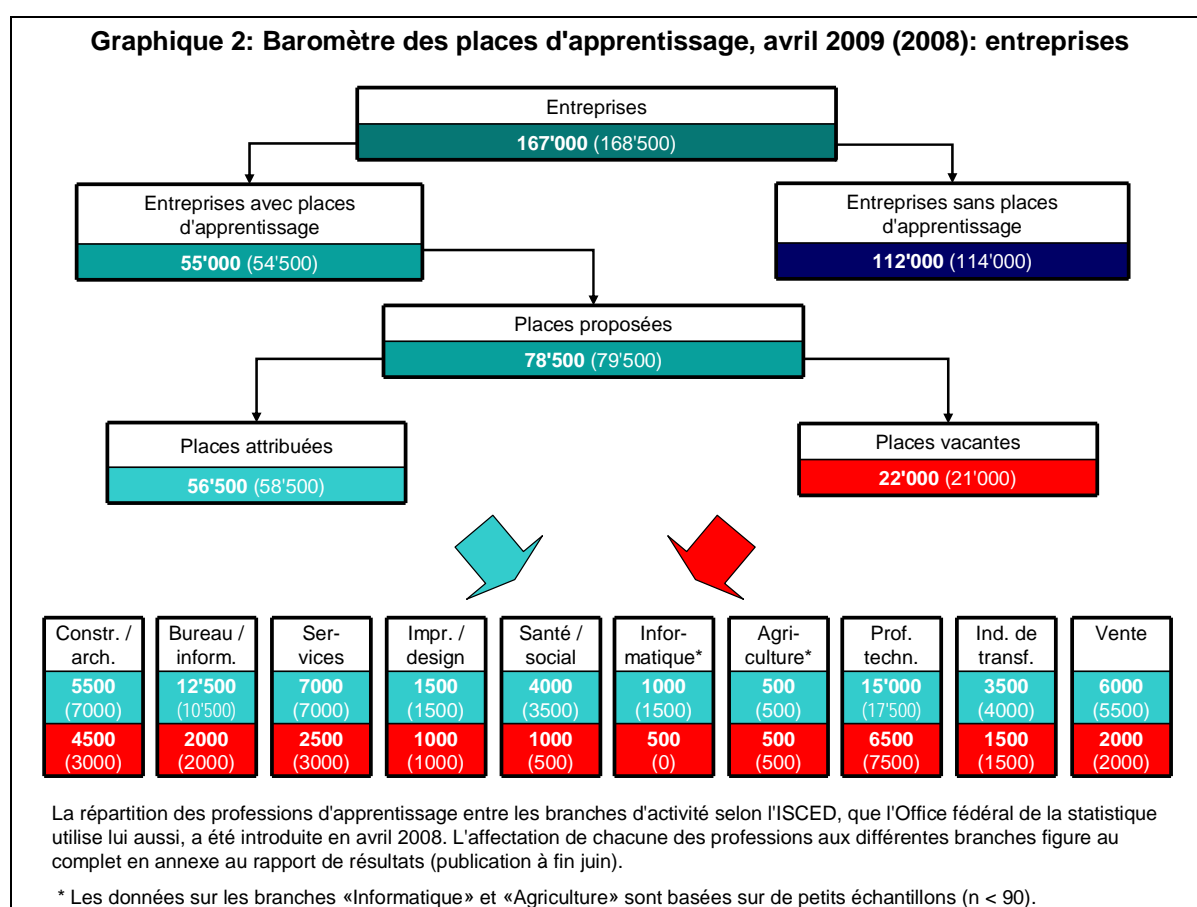 Graphique 2: Baromètre des places d'apprentissage, avril 2009 (2008): entreprises
Entreprises
167'000 (168'500)
Entreprises avec places
d'apprentissage
55'000 (54'500)
Entreprises sans places
d'apprentissage
112'000 (114'000)
Places proposées
78'500 (79'500)
Places attribuées
56'500 (58'500)
Places vacantes
22'000 (21'000)
Constr. /
arch.
5500
(7000)
4500
(3000)
Bureau /
inform.
12'500
(10'500)
2000
(2000)
Ser-
vices
7000
(7000)
2500
(3000)
Impr. /
design
1500
(1500)
1000
(1000)
Santé /
social
4000
(3500)
1000
(500)
Infor-
matique*
1000
(1500)
500
(0)
Agri-
culture*
500
(500)
500
(500)
Prof.
techn.
15'000
(17'500)
6500
(7500)
Ind. de
transf.
3500
(4000)
1500
(1500)
Vente
6000
(5500)
2000
(2000)
La répartition des professions d'apprentissage entre les branches d'activité selon l'ISCED, que l'Office fédéral de la statistique
utilise lui aussi, a été introduite en avril 2008. L'affectation de chacune des professions aux différentes branches figure au
complet en annexe au rapport de résultats (publication à fin juin).
* Les données sur les branches «Informatique» et «Agriculture» sont basées sur de petits échantillons (n < 90).